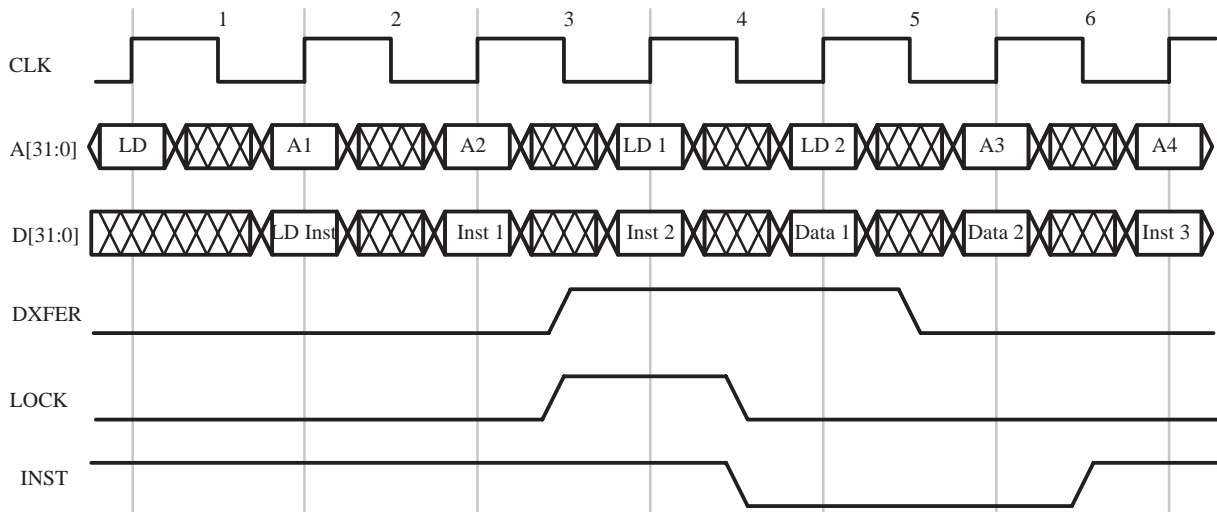 1 2 3 4 5 6
CLK
A[31:0] LD A1 A2 LD 1 LD 2 A3 A4
D[31:0] LD Inst Inst 1 Inst 2 Data 1 Data 2 Inst 3
DXFER
LOCK
INST